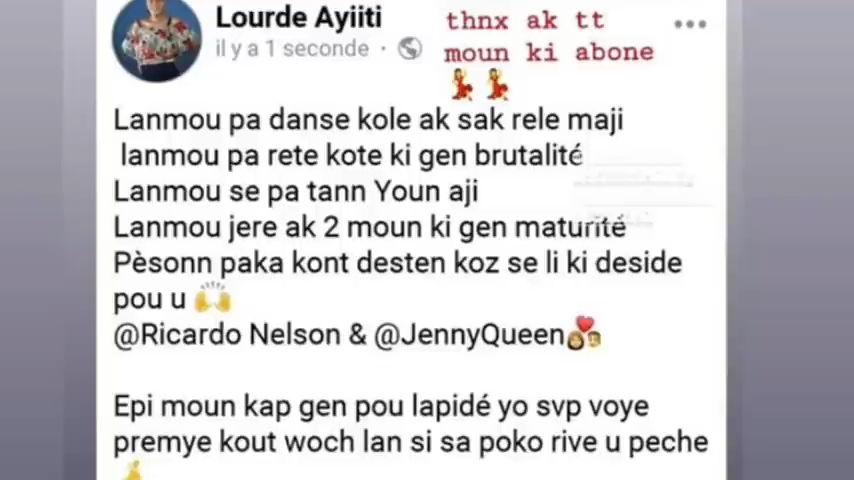 Lourde Ayiiti
il y a 1 seconde ·
thnx ak tt
moun ki abone
💃💃
Lanmou pa danse kole ak sak rele maji
lanmou pa rete kote ki gen brutalité
Lanmou se pa tann Youn aji
Lanmou jere ak 2 moun ki gen maturité
Pèsonn paka kont desten koz se li ki deside
pou u 🙌
@Ricardo Nelson & @JennyQueen💑
Epi moun kap gen pou lapidé yo svp voye
premye kout woch lan si sa poko rive u peche